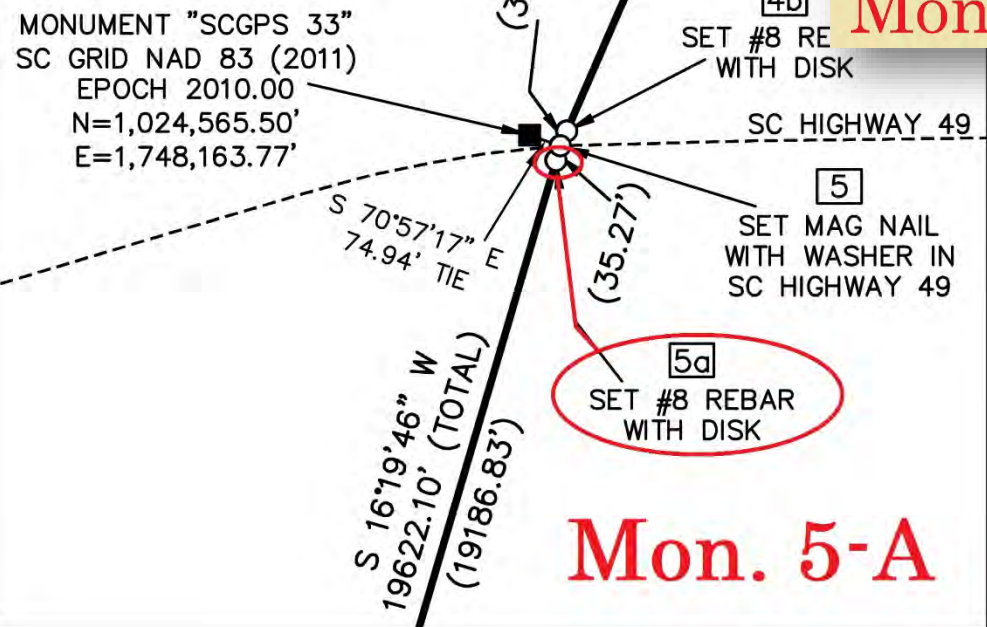 MONUMENT "SCGPS 33"
SC GRID NAD 83 (2011)
EPOCH 2010.00
N=1,024,565.50'
E=1,748,163.77'
(3
4b
SET #8 RE
WITH DISK
Mon
SC HIGHWAY 49
5
SET MAG NAIL
WITH WASHER IN
SC HIGHWAY 49
S 70°57'17" E
74.94' TIE
(35.27')
5a
SET #8 REBAR
WITH DISK
S 16°19'46" W
19622.10' (TOTAL)
(19186.83')
Mon. 5-A